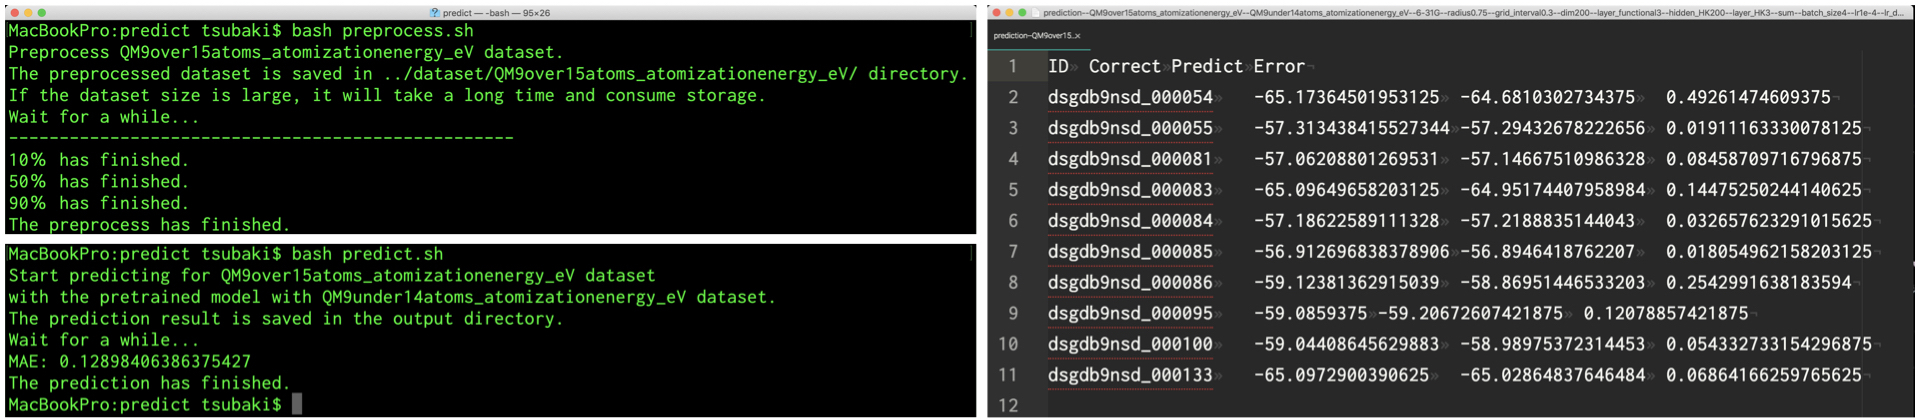 predict — -bash — 95×26
MacBookPro:predict tsubaki$ bash preprocess.sh
Preprocess QM9over15atoms_atomizationenergy_eV dataset.
The preprocessed dataset is saved in ../dataset/QM9over15atoms_atomizationenergy_eV/ directory.
If the dataset size is large, it will take a long time and consume storage.
Wait for a while...
--------------------------------------------------
10% has finished.
50% has finished.
90% has finished.
The preprocess has finished.
MacBookPro:predict tsubaki$ bash predict.sh
Start predicting for QM9over15atoms_atomizationenergy_eV dataset
with the pretrained model with QM9under14atoms_atomizationenergy_eV dataset.
The prediction result is saved in the output directory.
Wait for a while...
MAE: 0.12898406386375427
The prediction has finished.
MacBookPro:predict tsubaki$
prediction--QM9over15atoms_atomizationenergy_eV--QM9under14atoms_atomizationenergy_eV--6-31G--radius0.75--grid_interval0.3--dim200--layer_functional3--hidden_HK200--layer_HK3--sum--batch_size4--lr1e-4--lr_d...
prediction--QM9over15..×
1 ID» Correct»Predict»Error¬
2 dsgdb9nsd_000054» -65.17364501953125» -64.6810302734375» 0.49261474609375¬
3 dsgdb9nsd_000055» -57.313438415527344»-57.29432678222656» 0.01911163330078125¬
4 dsgdb9nsd_000081» -57.06208801269531» -57.14667510986328» 0.08458709716796875¬
5 dsgdb9nsd_000083» -65.09649658203125» -64.95174407958984» 0.14475250244140625¬
6 dsgdb9nsd_000084» -57.18622589111328» -57.2188835144043» 0.032657623291015625¬
7 dsgdb9nsd_000085» -56.912696838378906»-56.8946418762207» 0.018054962158203125¬
8 dsgdb9nsd_000086» -59.12381362915039» -58.86951446533203» 0.2542991638183594¬
9 dsgdb9nsd_000095» -59.0859375»-59.20672607421875» 0.12078857421875¬
10 dsgdb9nsd_000100» -59.04408645629883» -58.98975372314453» 0.054332733154296875¬
11 dsgdb9nsd_000133» -65.0972900390625» -65.02864837646484» 0.06864166259765625¬
12